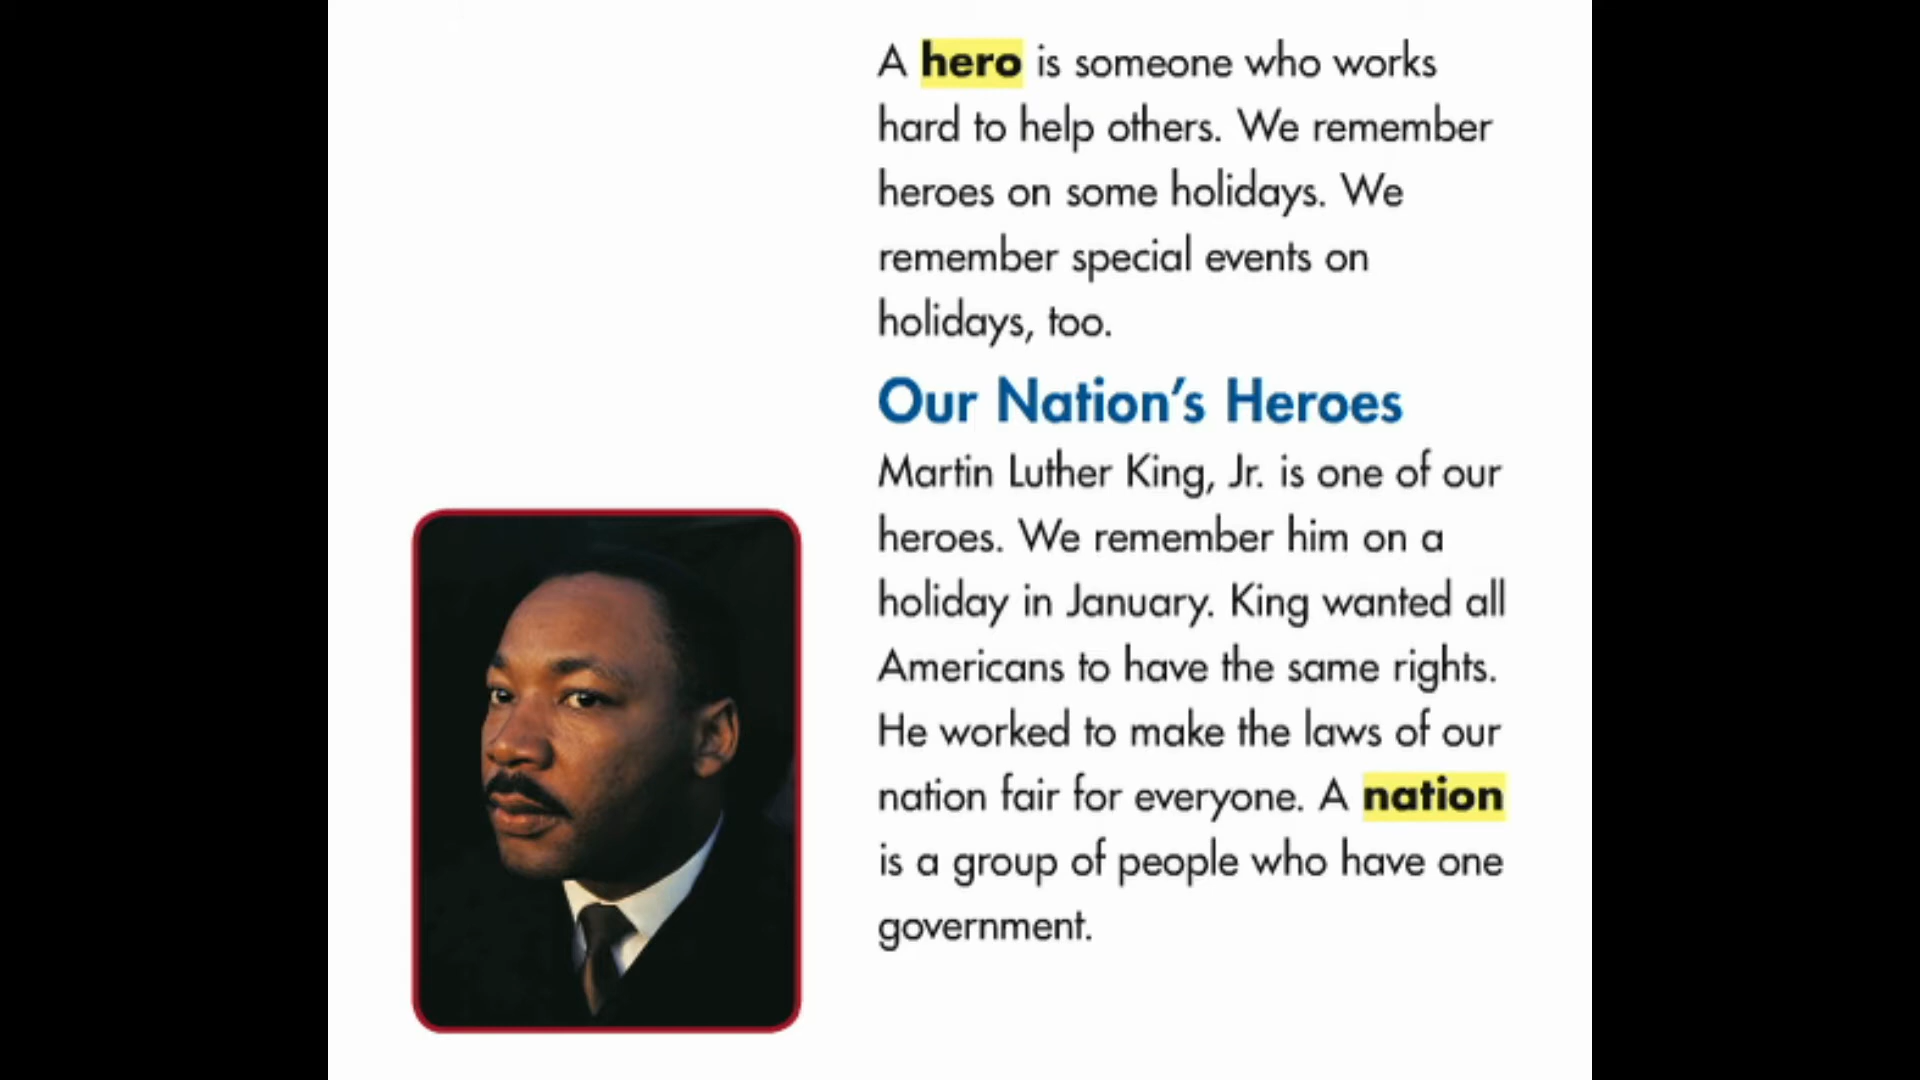 A hero is someone who works
hard to help others. We remember
heroes on some holidays. We
remember special events on
holidays, too.
Our Nation's Heroes
Martin Luther King, Jr. is one of our
heroes. We remember him on a
holiday in January. King wanted all
Americans to have the same rights.
He worked to make the laws of our
nation fair for everyone. A nation
is a group of people who have one
government.